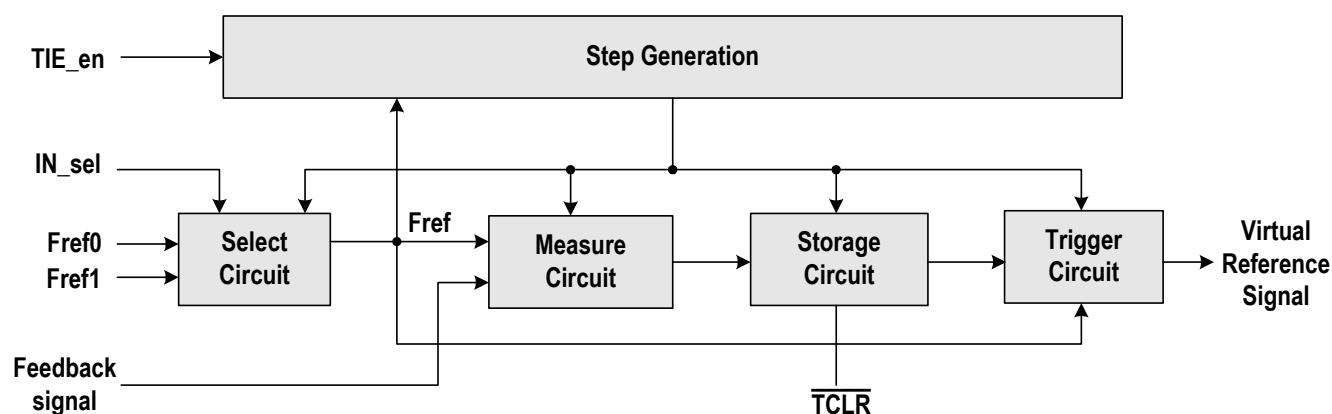 TIE_en
Step Generation
IN_sel
Fref0
Fref1
Select
Circuit
Fref
Measure
Circuit
Storage
Circuit
Trigger
Circuit
Virtual
Reference
Signal
Feedback
signal
TCLR